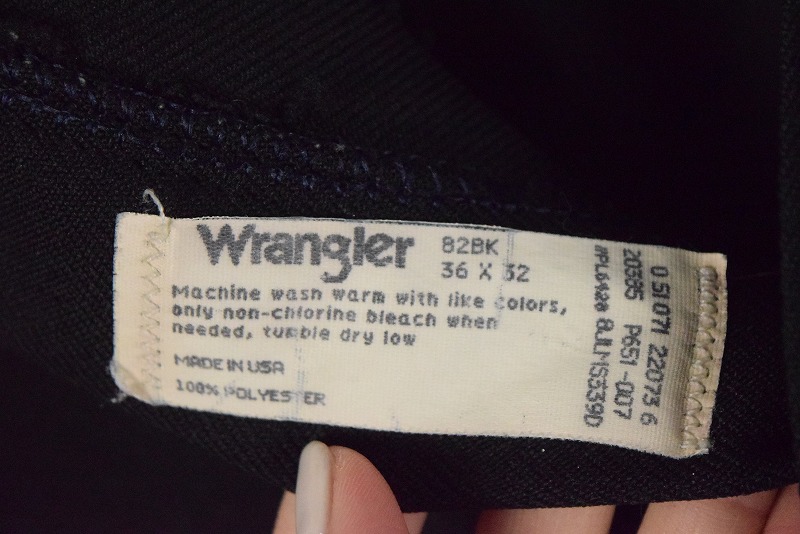 Wrangler
82BK
36 X 32
Machine wash warm with like colors,
only non-chlorine bleach when
needed, tumble dry low
MADE IN USA
100% POLYESTER
0 51071 22073 6
20385 P651-007